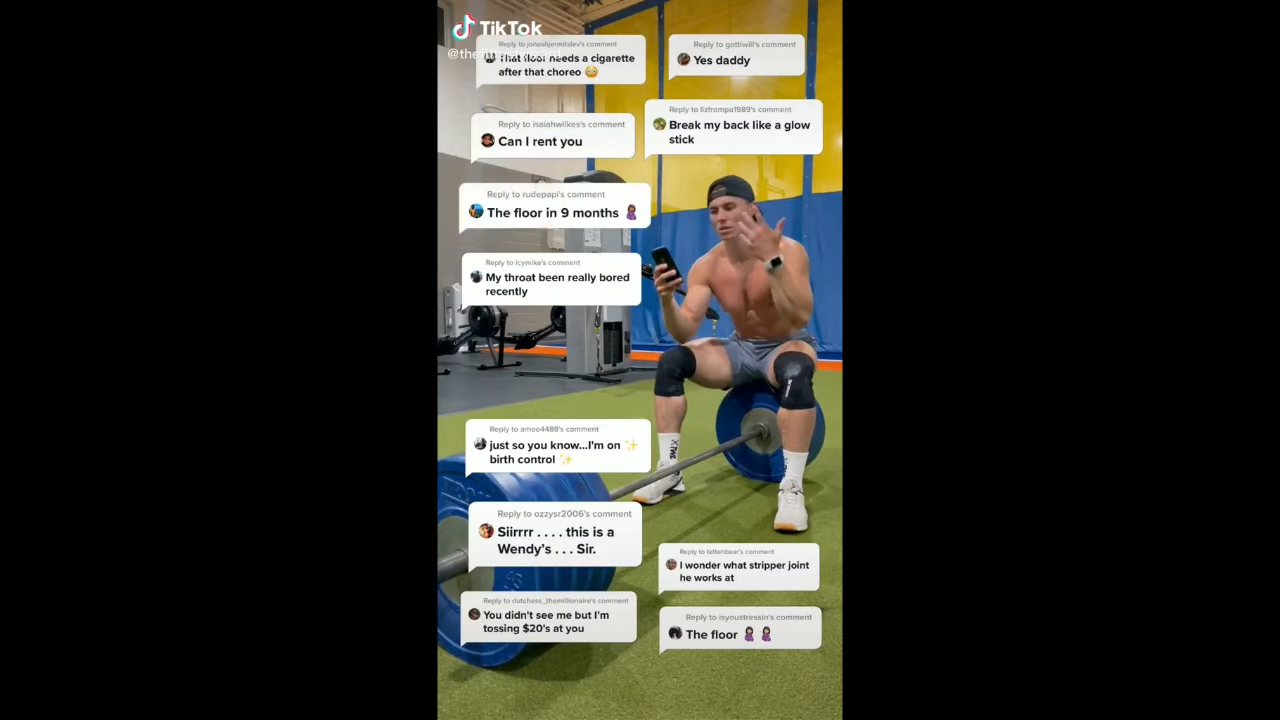 TikTok
Reply to jonashjermitslev's comment
That floor needs a cigarette
after that choreo 😳
Reply to gottiwill's comment
Yes daddy
Reply to isaiahwilkes's comment
Can I rent you
Reply to lizfrompa1989's comment
Break my back like a glow
stick
Reply to rudepapi's comment
The floor in 9 months 🤰🏾
Reply to icymike's comment
My throat been really bored
recently
Reply to amoo4488's comment
just so you know...I'm on ✨
birth control ✨
Reply to ozzysr2006's comment
Siirrrr . . . . this is a
Wendy's . . . Sir.
Reply to comment
I wonder what stripper joint
he works at
Reply to dutchess_themillionaire's comment
You didn't see me but I'm
tossing $20's at you
Reply to isyoustressin's comment
The floor 🤰🏾🤰🏾